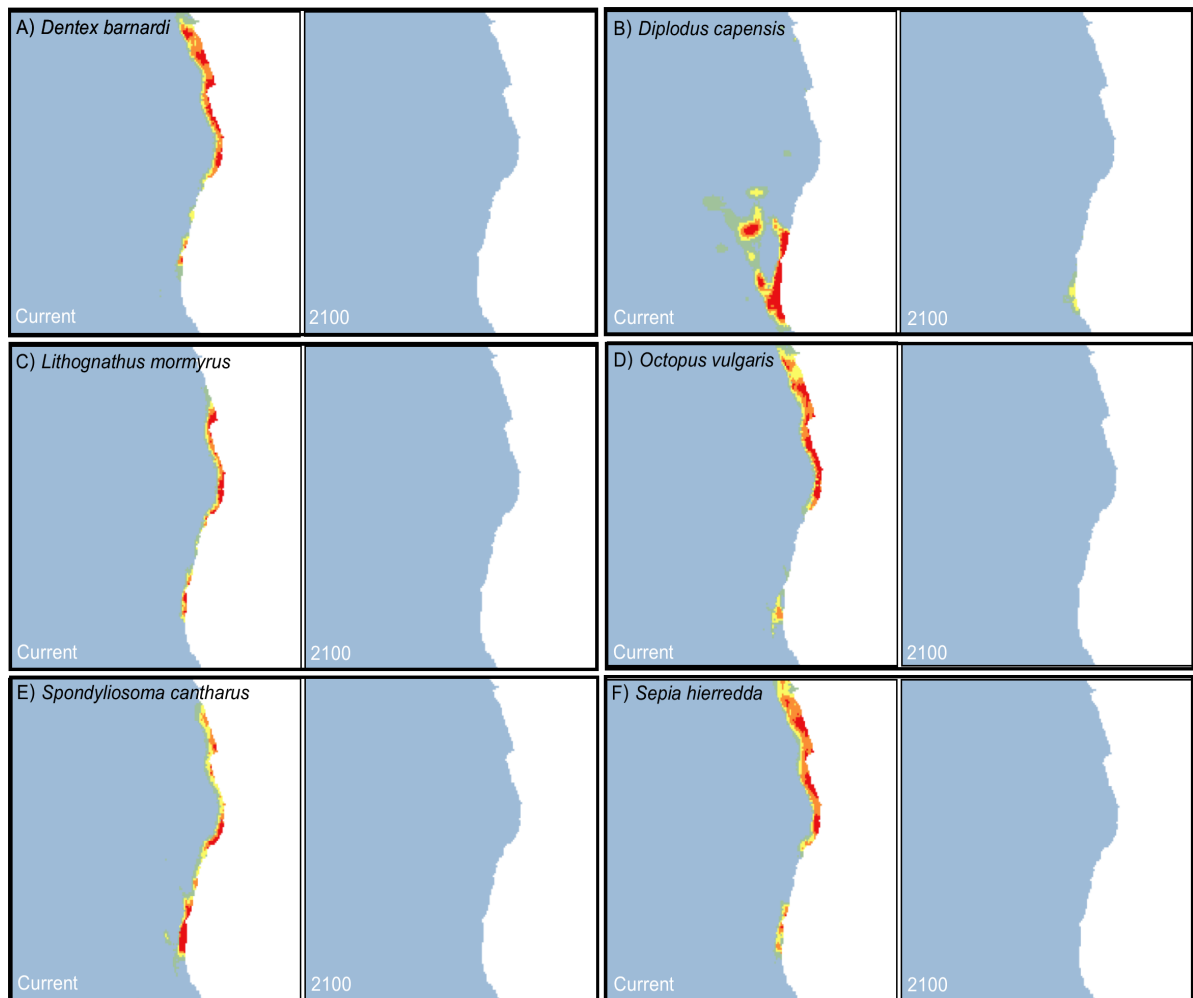 A) Dentex barnardi
Current
2100
B) Diplodus capensis
Current
2100
C) Lithognathus mormyrus
Current
2100
D) Octopus vulgaris
Current
2100
E) Spondyliosoma cantharus
Current
2100
F) Sepia hierredda
Current
2100